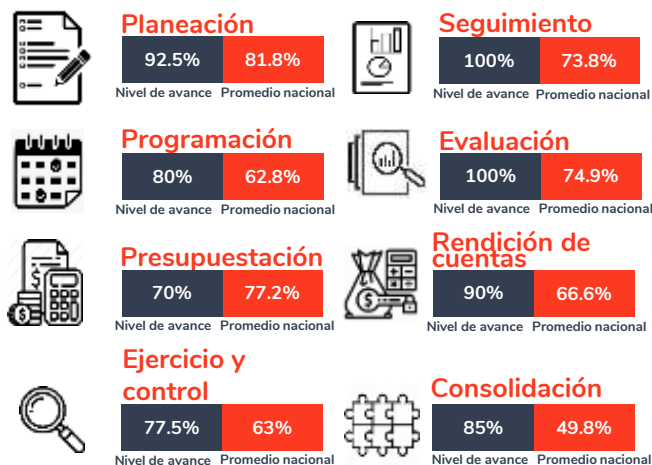 Planeación
92.5% 81.8%
Nivel de avance Promedio nacional
Seguimiento
100% 73.8%
Nivel de avance Promedio nacional
Programación
80% 62.8%
Nivel de avance Promedio nacional
Evaluación
100% 74.9%
Nivel de avance Promedio nacional
Presupuestación
70% 77.2%
Nivel de avance Promedio nacional
Rendición de
cuentas
90% 66.6%
Nivel de avance Promedio nacional
Ejercicio y
control
77.5% 63%
Nivel de avance Promedio nacional
Consolidación
85% 49.8%
Nivel de avance Promedio nacional